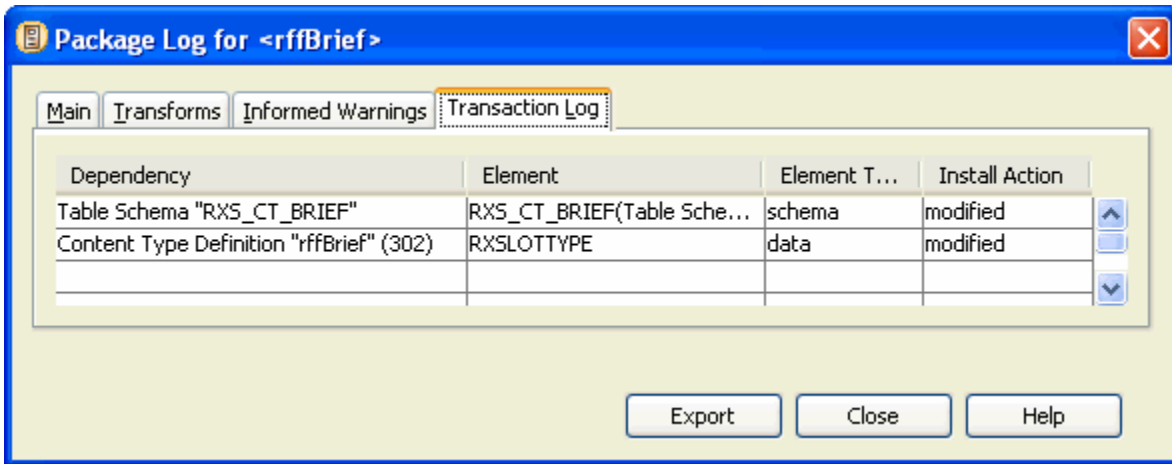 Package Log for <rffBrief>
Main Transforms Informed Warnings Transaction Log
Dependency Element Element T... Install Action
Table Schema "RXS_CT_BRIEF" RXS_CT_BRIEF(Table Sche... schema modified
Content Type Definition "rffBrief" (302) RXSLOTTYPE data modified
Export Close Help